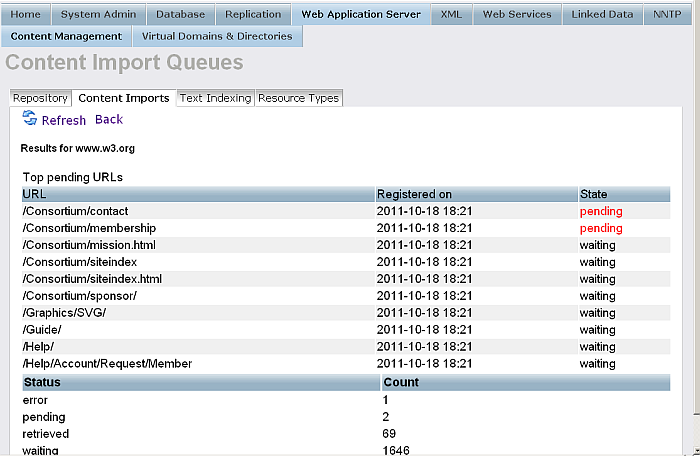 Home System Admin Database Replication Web Application Server XML Web Services Linked Data NNTP
Content Management Virtual Domains & Directories
Content Import Queues
Repository Content Imports Text Indexing Resource Types
Refresh Back
Results for www.w3.org
Top pending URLs
URL Registered on State
/Consortium/contact 2011-10-18 18:21 pending
/Consortium/membership 2011-10-18 18:21 pending
/Consortium/mission.html 2011-10-18 18:21 waiting
/Consortium/siteindex 2011-10-18 18:21 waiting
/Consortium/siteindex.html 2011-10-18 18:21 waiting
/Consortium/sponsor/ 2011-10-18 18:21 waiting
/Graphics/SVG/ 2011-10-18 18:21 waiting
/Guide/ 2011-10-18 18:21 waiting
/Help/ 2011-10-18 18:21 waiting
/Help/Account/Request/Member 2011-10-18 18:21 waiting
Status Count
error 1
pending 2
retrieved 69
waiting 1646